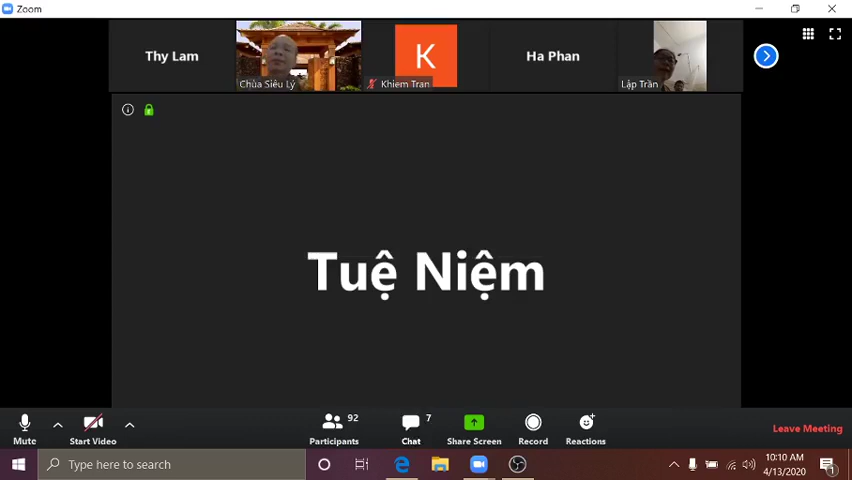 Zoom
Thy Lam
Chùa Siêu Lý
K
Khiem Tran
Ha Phan
Lập Trần
Tuệ Niệm
Mute
Start Video
92
Participants
7
Chat
Share Screen
Record
Reactions
Leave Meeting
Type here to search
10:10 AM
4/13/2020
1